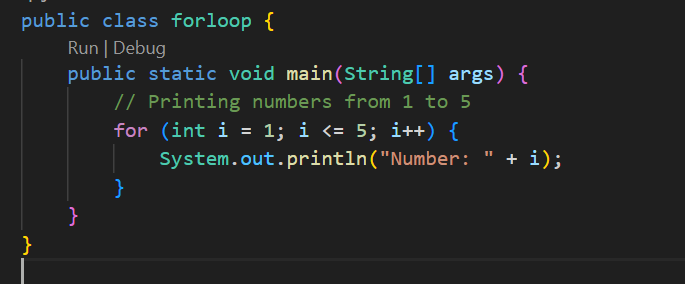 public class forloop {
Run | Debug
public static void main(String[] args) {
// Printing numbers from 1 to 5
for (int i = 1; i <= 5; i++) {
System.out.println("Number: " + i);
}
}
}